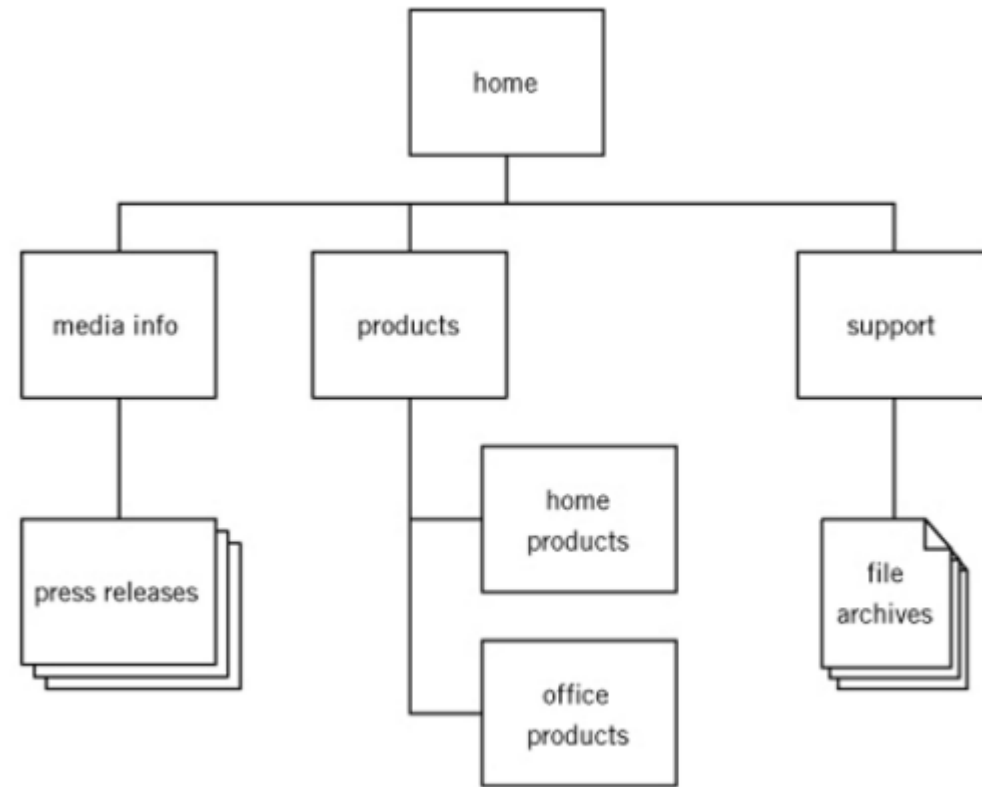 home
media info
products
support
home
products
press releases
file
archives
office
products